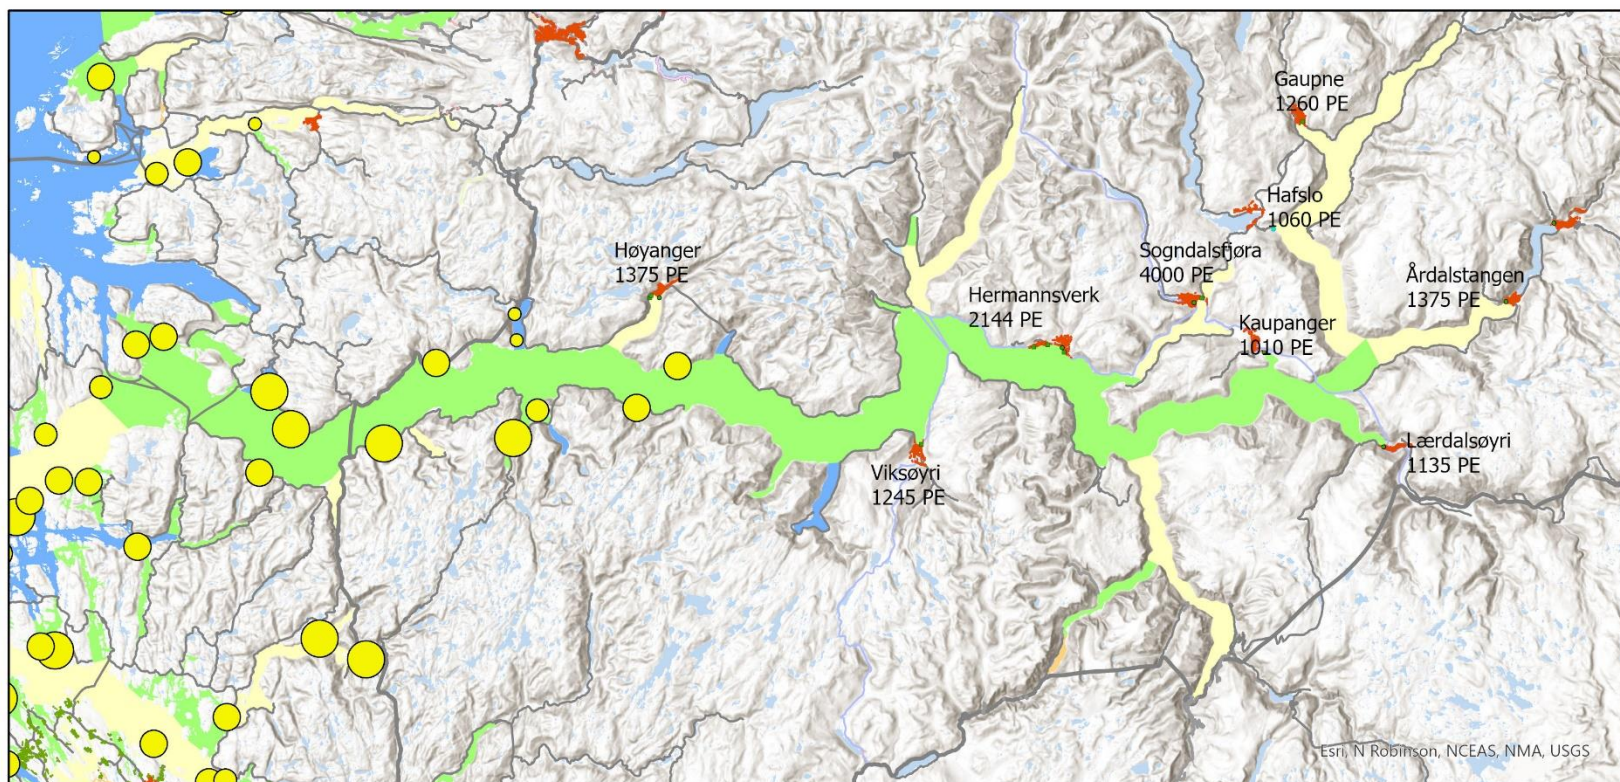 Gaupne
1260 PE
Hafslo
1060 PE
Høyanger
1375 PE
Sogndalsfjøra
4000 PE
Årdalstangen
1375 PE
Hermannsverk
2144 PE
Kaupanger
1010 PE
Lærdalsøyri
1135 PE
Viksøyri
1245 PE
Esri, N Robinson, NCEAS, NMA, USGS